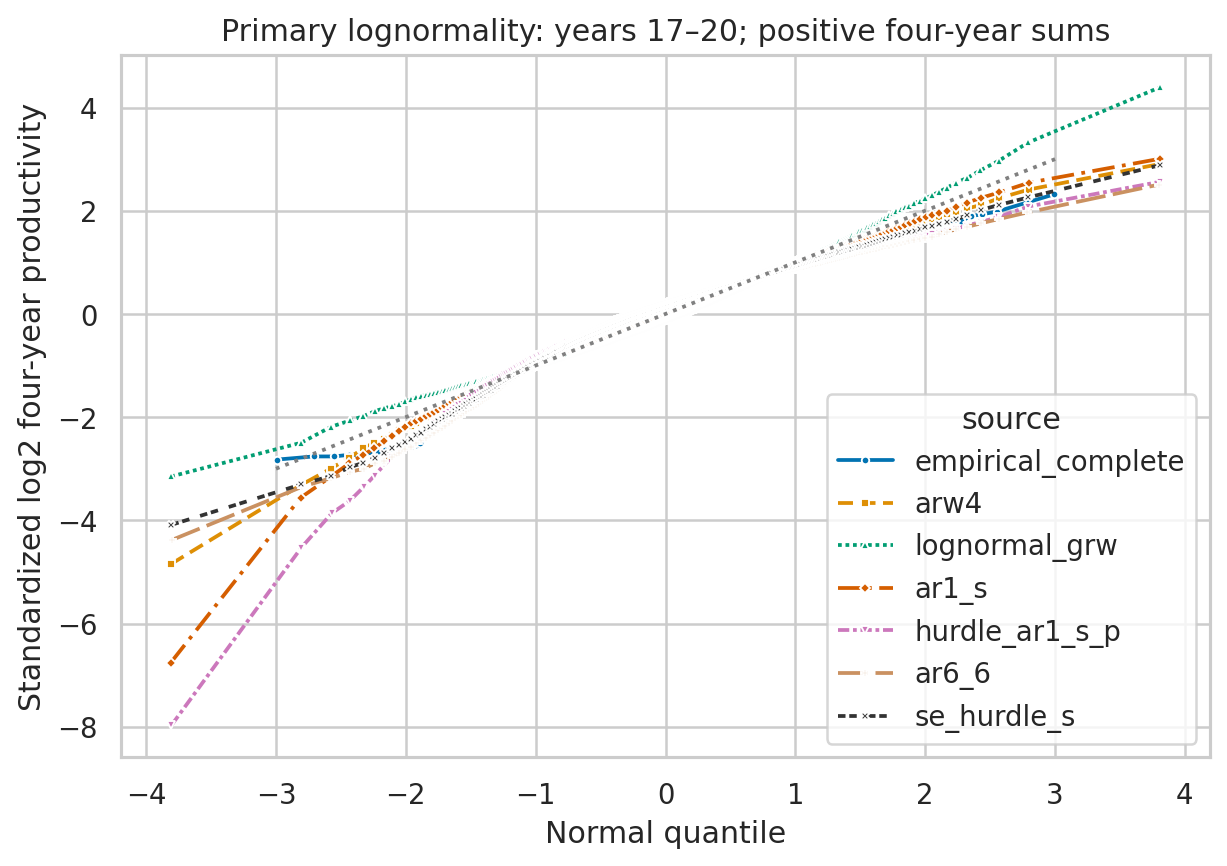 Primary lognormality: years 17–20; positive four-year sums
Standardized log2 four-year productivity
4
2
0
−2
−4
−6
−8
source
empirical_complete
arw4
lognormal_grw
ar1_s
hurdle_ar1_s_p
ar6_6
se_hurdle_s
−4
−3
−2
−1
0
1
2
3
4
Normal quantile